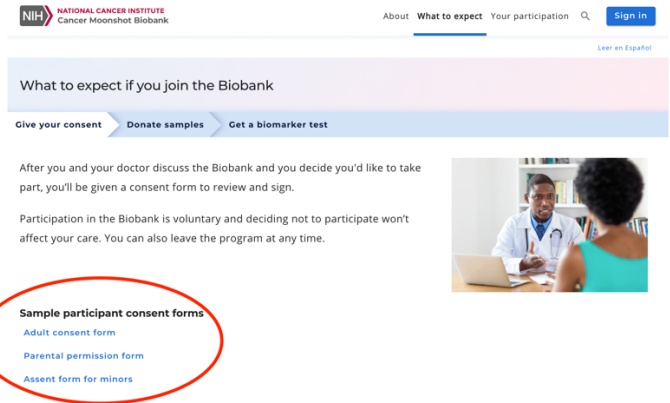 NIH
NATIONAL CANCER INSTITUTE
Cancer Moonshot Biobank
About What to expect Your participation Sign in
Leer en Español
What to expect if you join the Biobank
Give your consent Donate samples Get a biomarker test
After you and your doctor discuss the Biobank and you decide you'd like to take
part, you'll be given a consent form to review and sign.
Participation in the Biobank is voluntary and deciding not to participate won't
affect your care. You can also leave the program at any time.
Sample participant consent forms
Adult consent form
Parental permission form
Assent form for minors